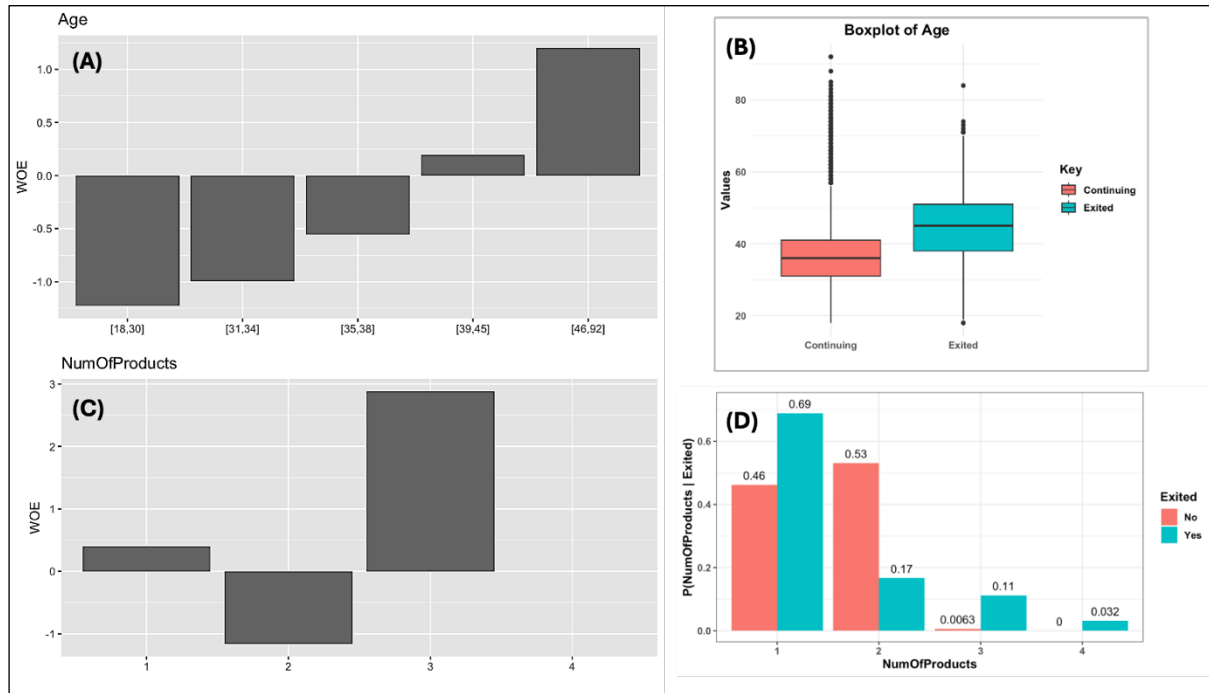 Age
(A)
1.0
0.5
0.0
-0.5
-1.0
WOE
[18,30]
[31,34]
[35,38]
[39,45]
[46,92]
(B)
Boxplot of Age
80
60
40
20
Values
Continuing
Exited
Key
Continuing
Exited
NumOfProducts
(C)
3
2
1
0
-1
WOE
1
2
3
4
(D)
0.6
0.4
0.2
0.0
P(NumOfProducts | Exited)
0.46
0.69
0.53
0.17
0.0063
0.11
0
0.032
1
2
3
4
NumOfProducts
Exited
No
Yes